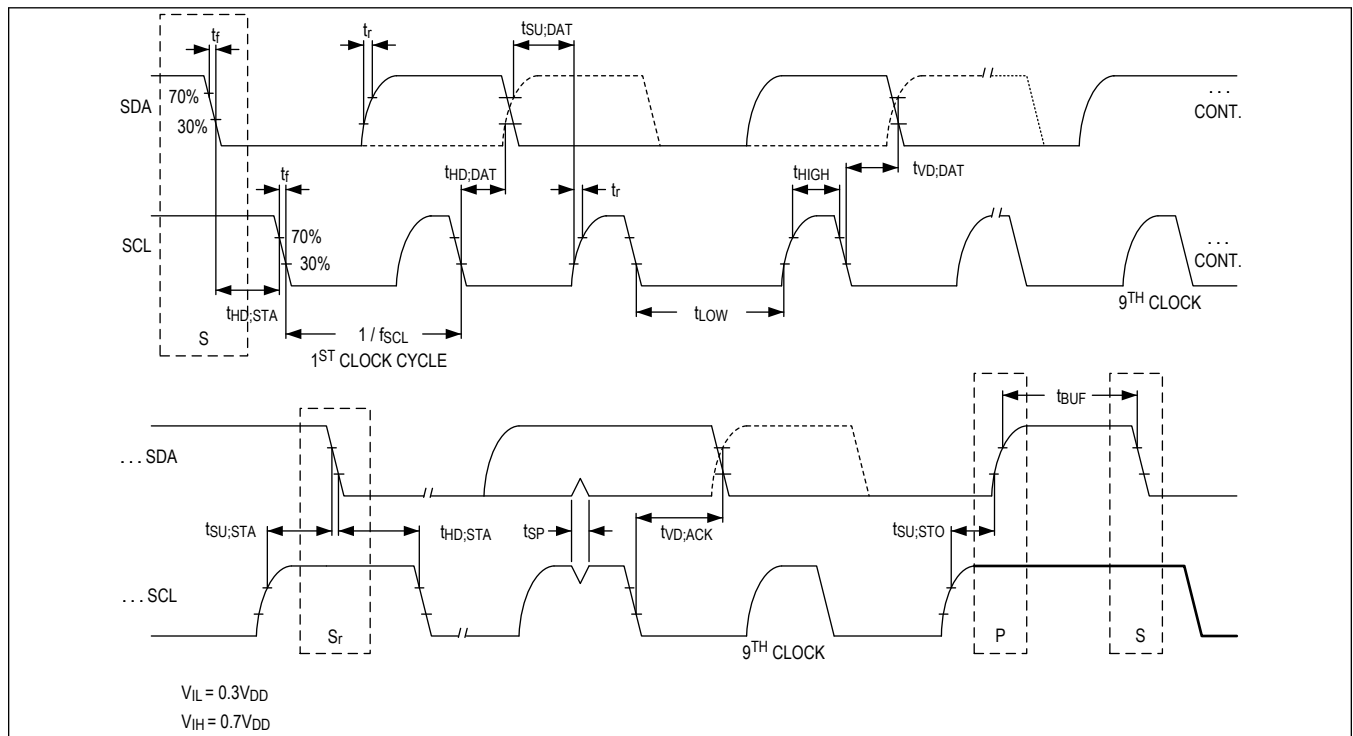 tf
tr
tSU;DAT
70%
SDA
30%
. . .
CONT.
tf
tHD;DAT
tr
tHIGH
tVD;DAT
SCL
70%
30%
. . .
CONT.
tHD;STA
S
1 / fSCL
1ST CLOCK CYCLE
tLOW
9TH CLOCK
tBUF
. . . SDA
tSU;STA
tHD;STA
tSP
tVD;ACK
tSU;STO
. . . SCL
Sr
9TH CLOCK
P
S
VIL = 0.3VDD
VIH = 0.7VDD